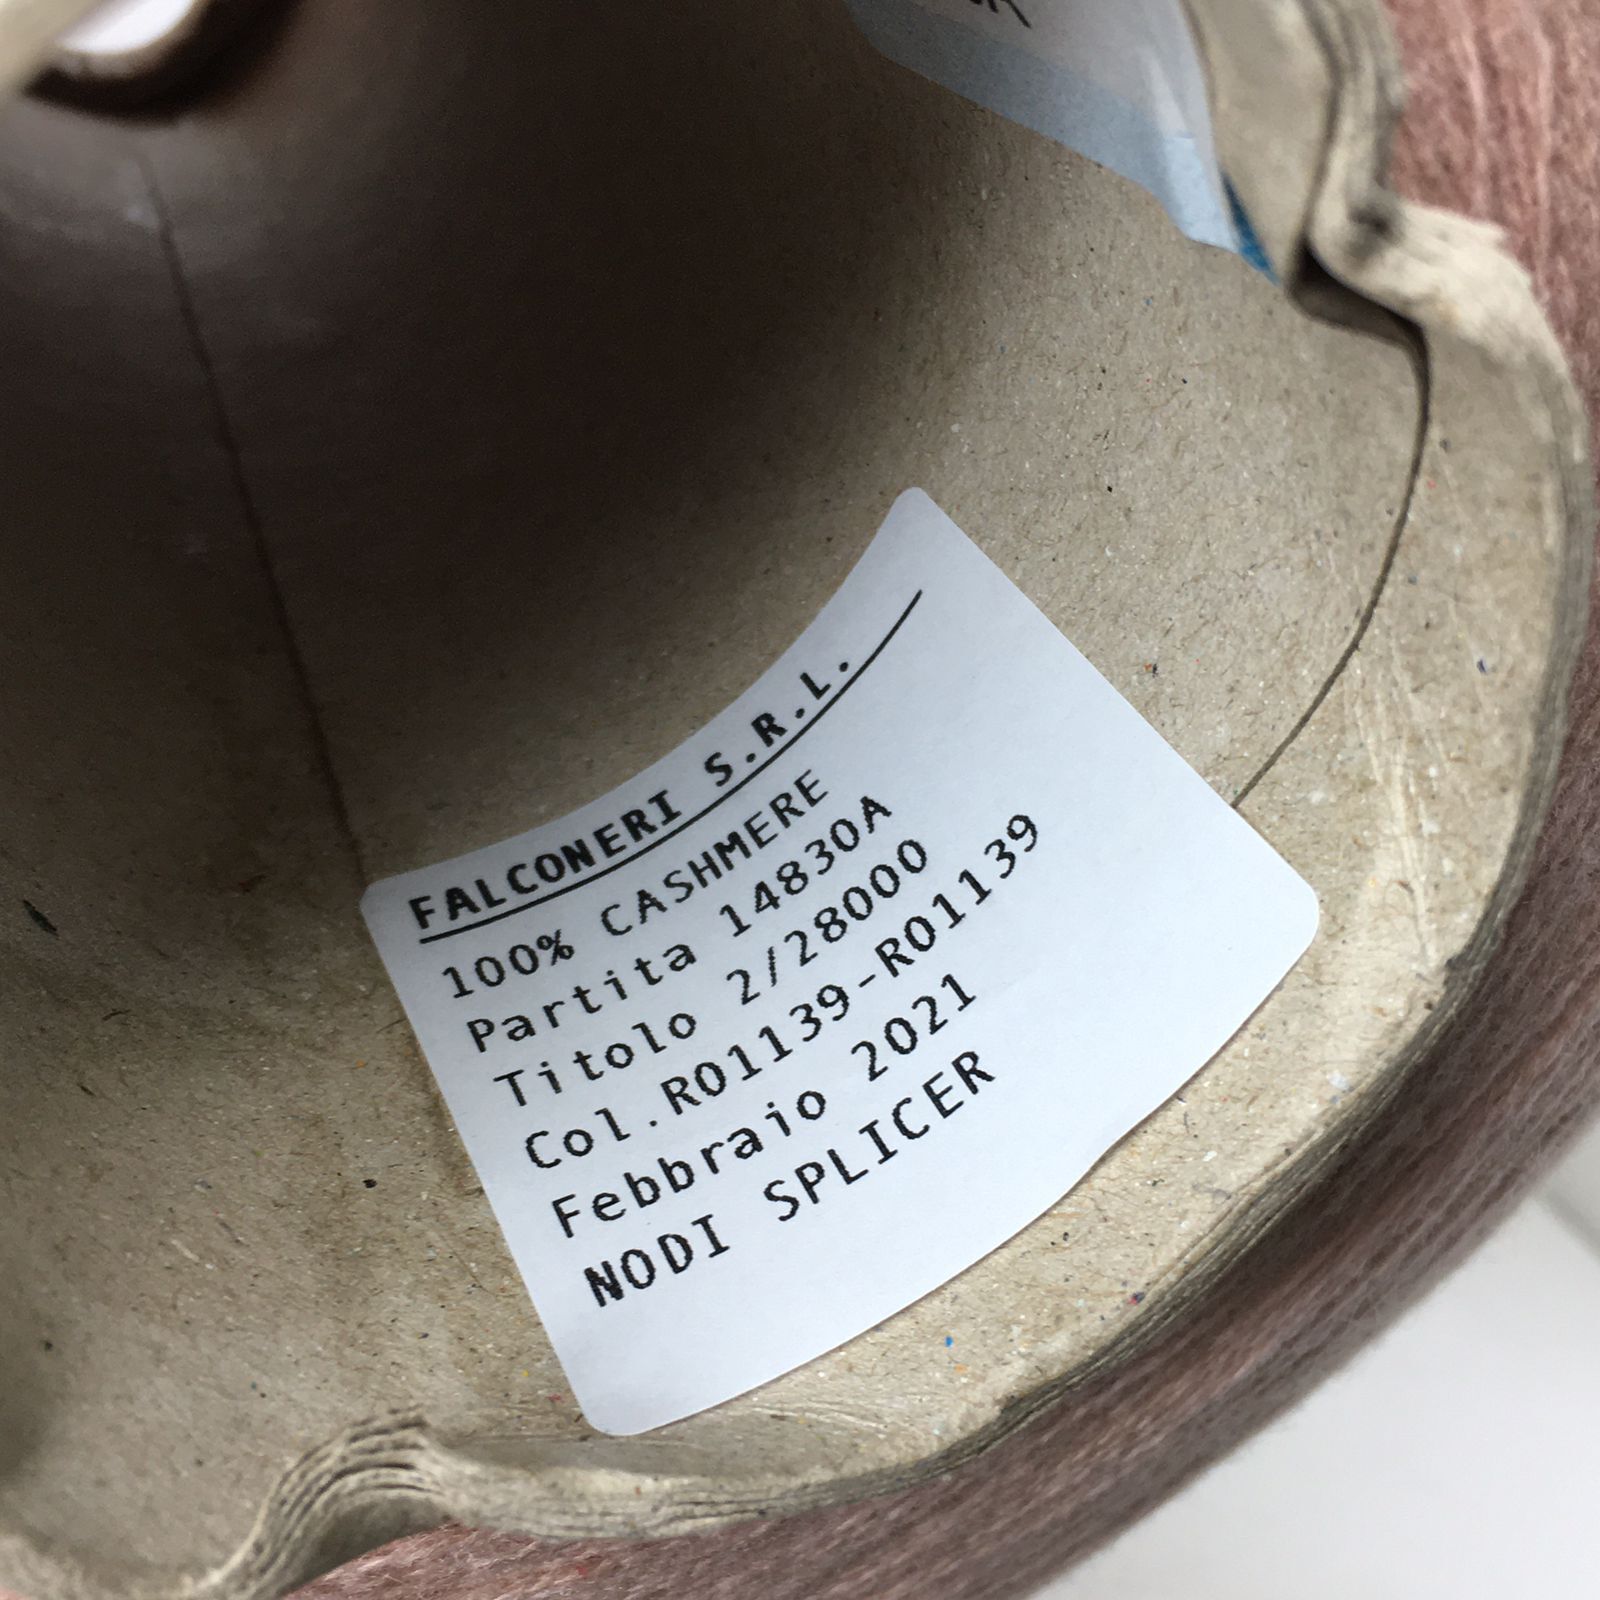 FALCONERI S.R.L.
100% CASHMERE
Partita 14830A
Titolo 2/28000
Col.R01139-R01139
Febbraio 2021
NODI SPLICER